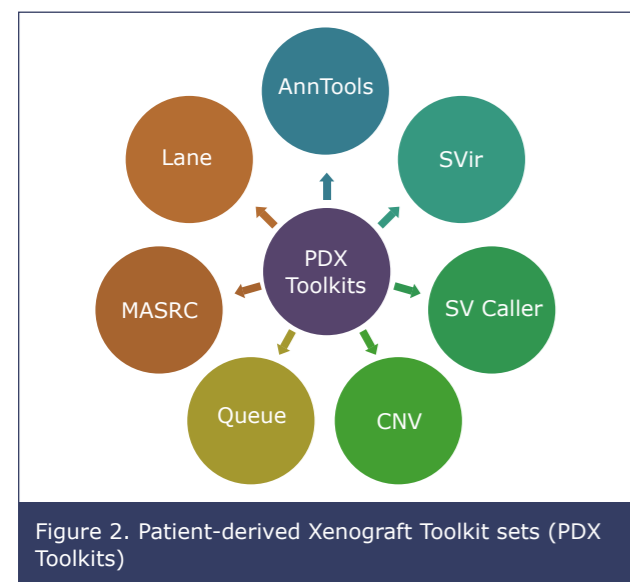 AnnTools
Lane
SVir
PDX
Toolkits
MASRC
SV Caller
Queue
CNV
Figure 2. Patient-derived Xenograft Toolkit sets (PDX
Toolkits)